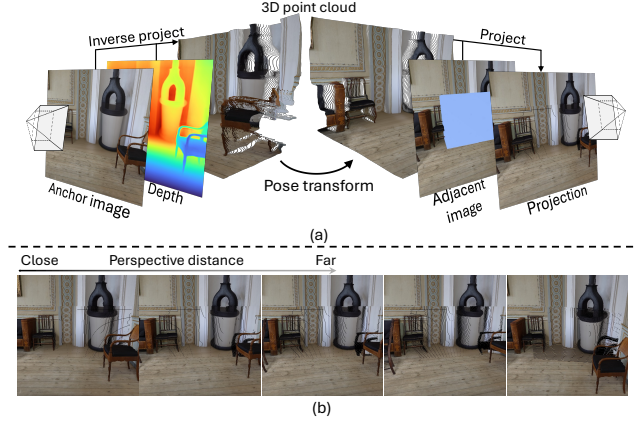 3D point cloud
Inverse project
Project
Anchor image
Depth
Pose transform
Adjacent
image
Projection
(a)
Close
Perspective distance
Far
(b)